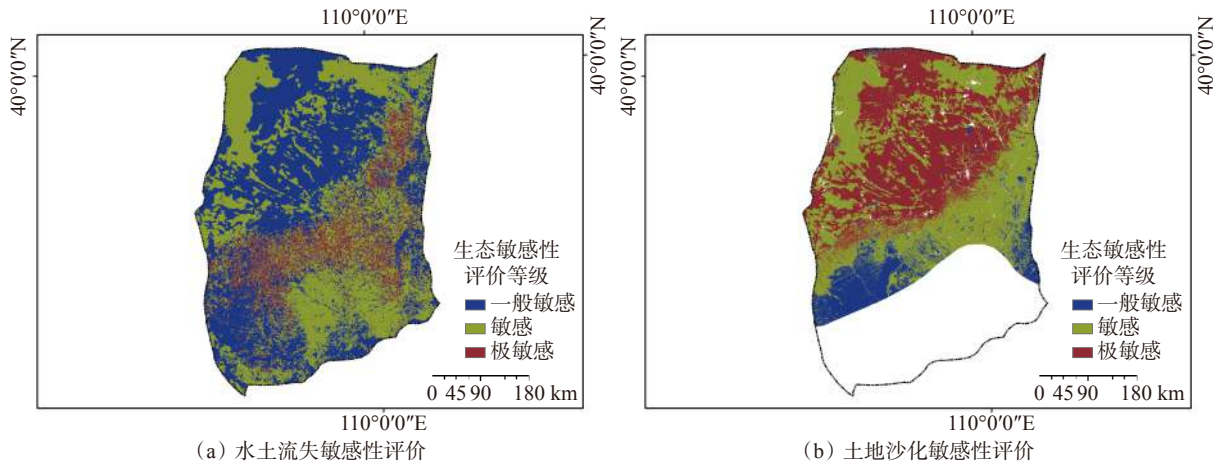 110°0′0″E
110°0′0″E
40°0′0″N
40°0′0″N
40°0′0″N
40°0′0″N
生态敏感性
评价等级
一般敏感
敏感
极敏感
0 45 90 180 km
生态敏感性
评价等级
一般敏感
敏感
极敏感
0 45 90 180 km
110°0′0″E
110°0′0″E
(a) 水土流失敏感性评价
(b) 土地沙化敏感性评价